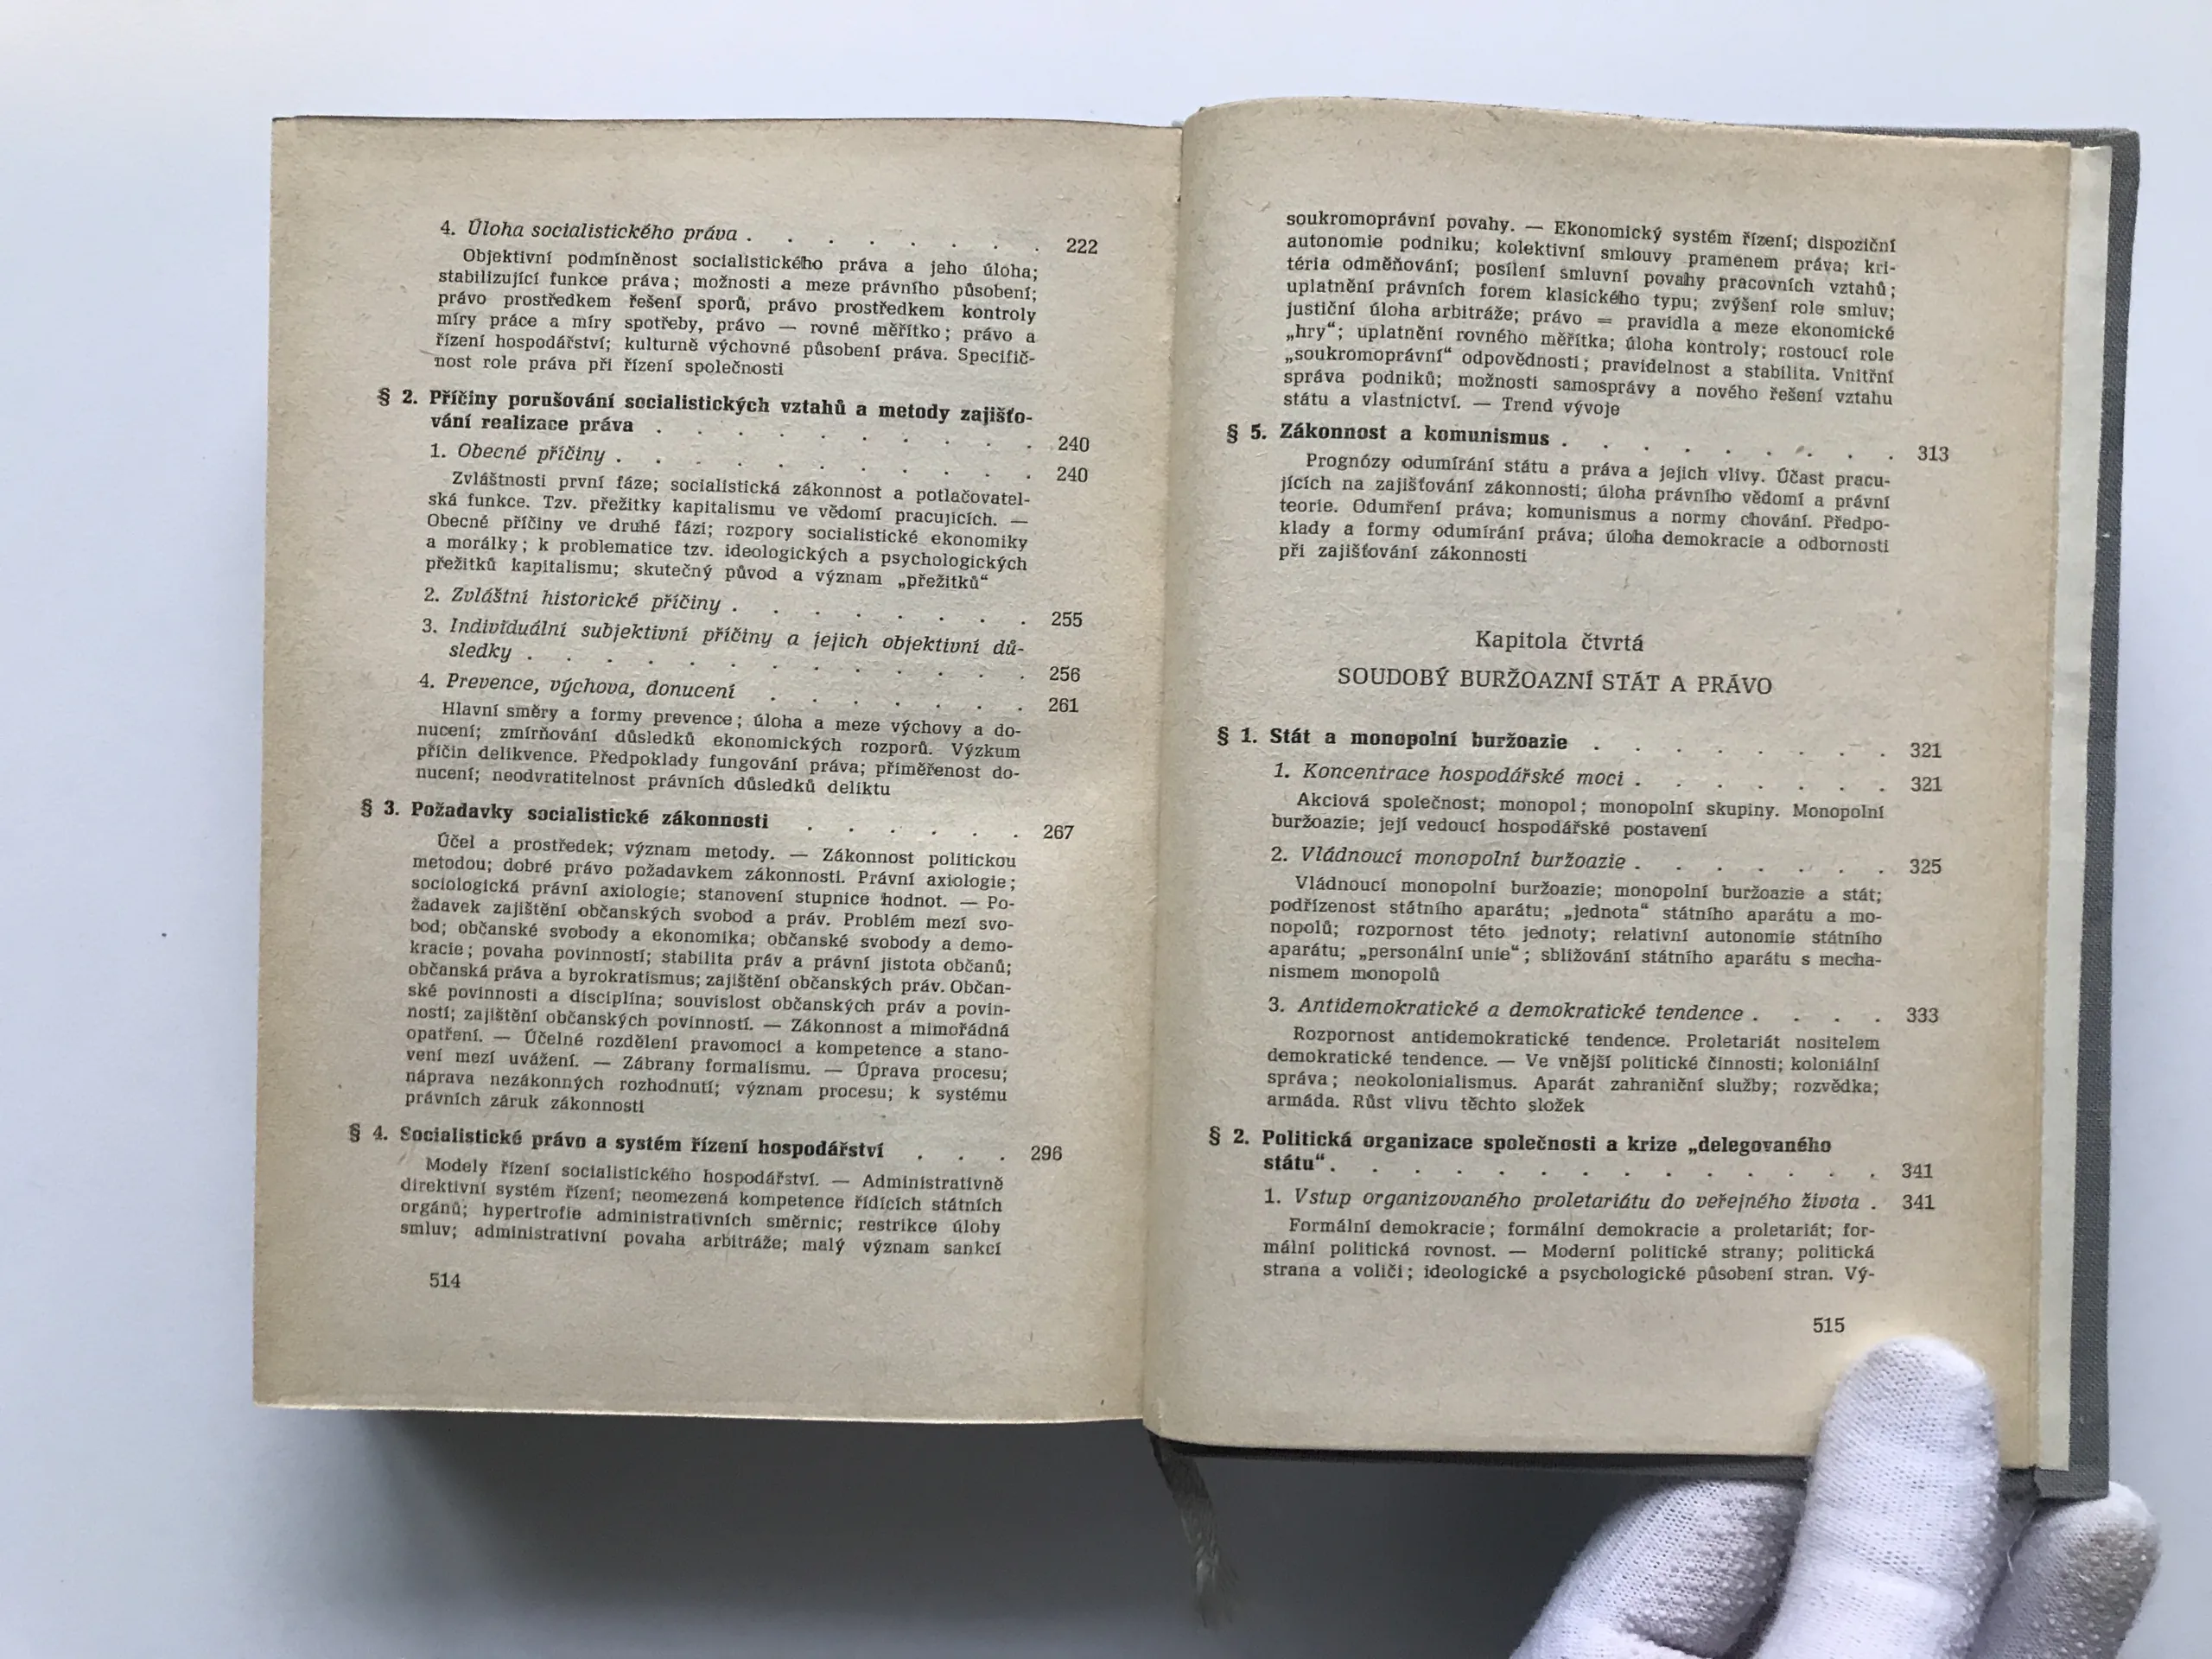 4. Úloha socialistického práva . . . . . . . . 222
Objektivní podmíněnost socialistického práva a jeho úloha;
stabilizující funkce práva; možnosti a meze právního působení;
právo prostředkem řešení sporů, právo prostředkem kontroly
míry práce a míry spotřeby, právo — rovné měřítko; právo a
řízení hospodářství; kulturně výchovné působení práva. Specifič-
nost role práva při řízení společnosti
§ 2. Příčiny porušování socialistických vztahů a metody zajišťo-
vání realizace práva . . . . . . . . . . 240
1. Obecné příčiny . . . . . . . . . . . 240
Zvláštnosti první fáze; socialistická zákonnost a potlačovatel-
ská funkce. Tzv. přežitky kapitalismu ve vědomí pracujících. —
Obecné příčiny ve druhé fázi; rozpory socialistické ekonomiky
a morálky; k problematice tzv. ideologických a psychologických
přežitků kapitalismu; skutečný původ a význam „přežitků“
2. Zvláštní historické příčiny . . . . . . . . 255
3. Individuální subjektivní příčiny a jejich objektivní dů-
sledky . . . . . . . . . . . . . 256
4. Prevence, výchova, donucení . . . . . . . 261
Hlavní směry a formy prevence; úloha a meze výchovy a do-
nucení; zmírňování důsledků ekonomických rozporů. Výzkum
příčin delikvence. Předpoklady fungování práva; přiměřenost do-
nucení; neodvratitelnost právních důsledků deliktu
§ 3. Požadavky socialistické zákonnosti . . . . . . 267
Účel a prostředek; význam metody. — Zákonnost politickou
metodou; dobré právo požadavkem zákonnosti. Právní axiologie;
sociologická právní axiologie; stanovení stupnice hodnot. — Po-
žadavek zajištění občanských svobod a práv. Problém mezí svo-
bod; občanské svobody a ekonomika; občanské svobody a demo-
kracie; povaha povinností; stabilita práv a právní jistota občanů;
občanská práva a byrokratismus; zajištění občanských práv. Občan-
ské povinnosti a disciplína; souvislost občanských práv a povin-
ností; zajištění občanských povinností. — Zákonnost a mimořádná
opatření. — Účelné rozdělení pravomoci a kompetence a stano-
vení mezí uvážení. — Zábrany formalismu. — Úprava procesu;
náprava nezákonných rozhodnutí; význam procesu; k systému
právních záruk zákonnosti
§ 4. Socialistické právo a systém řízení hospodářství . . . 296
Modely řízení socialistického hospodářství. — Administrativně
direktivní systém řízení; neomezená kompetence řídících státních
orgánů; hypertrofie administrativních směrnic; restrikce úlohy
smluv; administrativní povaha arbitráže; malý význam sankcí
514
soukromoprávní povahy. — Ekonomický systém řízení; dispoziční
autonomie podniku; kolektivní smlouvy pramenem práva; kri-
téria odměňování; posílení smluvní povahy pracovních vztahů;
uplatnění právních forem klasického typu; zvýšení role smluv;
justiční úloha arbitráže; právo = pravidla a meze ekonomické
„hry“; uplatnění rovného měřítka; úloha kontroly; rostoucí role
„soukromoprávní“ odpovědnosti; pravidelnost a stabilita. Vnitřní
správa podniků; možnosti samosprávy a nového řešení vztahu
státu a vlastnictví. — Trend vývoje
§ 5. Zákonnost a komunismus . . . . . . . . . 313
Prognózy odumírání státu a práva a jejich vlivy. Účast pracu-
jících na zajišťování zákonnosti; úloha právního vědomí a právní
teorie. Odumření práva; komunismus a normy chování. Předpo-
klady a formy odumírání práva; úloha demokracie a odbornosti
při zajišťování zákonnosti
Kapitola čtvrtá
SOUDOBÝ BURŽOAZNÍ STÁT A PRÁVO
§ 1. Stát a monopolní buržoazie . . . . . . . . 321
1. Koncentrace hospodářské moci . . . . . . . 321
Akciová společnost; monopol; monopolní skupiny. Monopolní
buržoazie; její vedoucí hospodářské postavení
2. Vládnoucí monopolní buržoazie . . . . . . . 325
Vládnoucí monopolní buržoazie; monopolní buržoazie a stát;
podřízenost státního aparátu; „jednota“ státního aparátu a mo-
nopolů; rozpornost této jednoty; relativní autonomie státního
aparátu; „personální unie“; sbližování státního aparátu s mecha-
nismem monopolů
3. Antidemokratické a demokratické tendence . . . . 333
Rozpornost antidemokratické tendence. Proletariát nositelem
demokratické tendence. — Ve vnější politické činnosti; koloniální
správa; neokolonialismus. Aparát zahraniční služby; rozvědka;
armáda. Růst vlivu těchto složek
§ 2. Politická organizace společnosti a krize „delegovaného
státu“ . . . . . . . . . . . . . . 341
1. Vstup organizovaného proletariátu do veřejného života . 341
Formální demokracie; formální demokracie a proletariát; for-
mální politická rovnost. — Moderní politické strany; politická
strana a voliči; ideologické a psychologické působení stran. Vý-
515